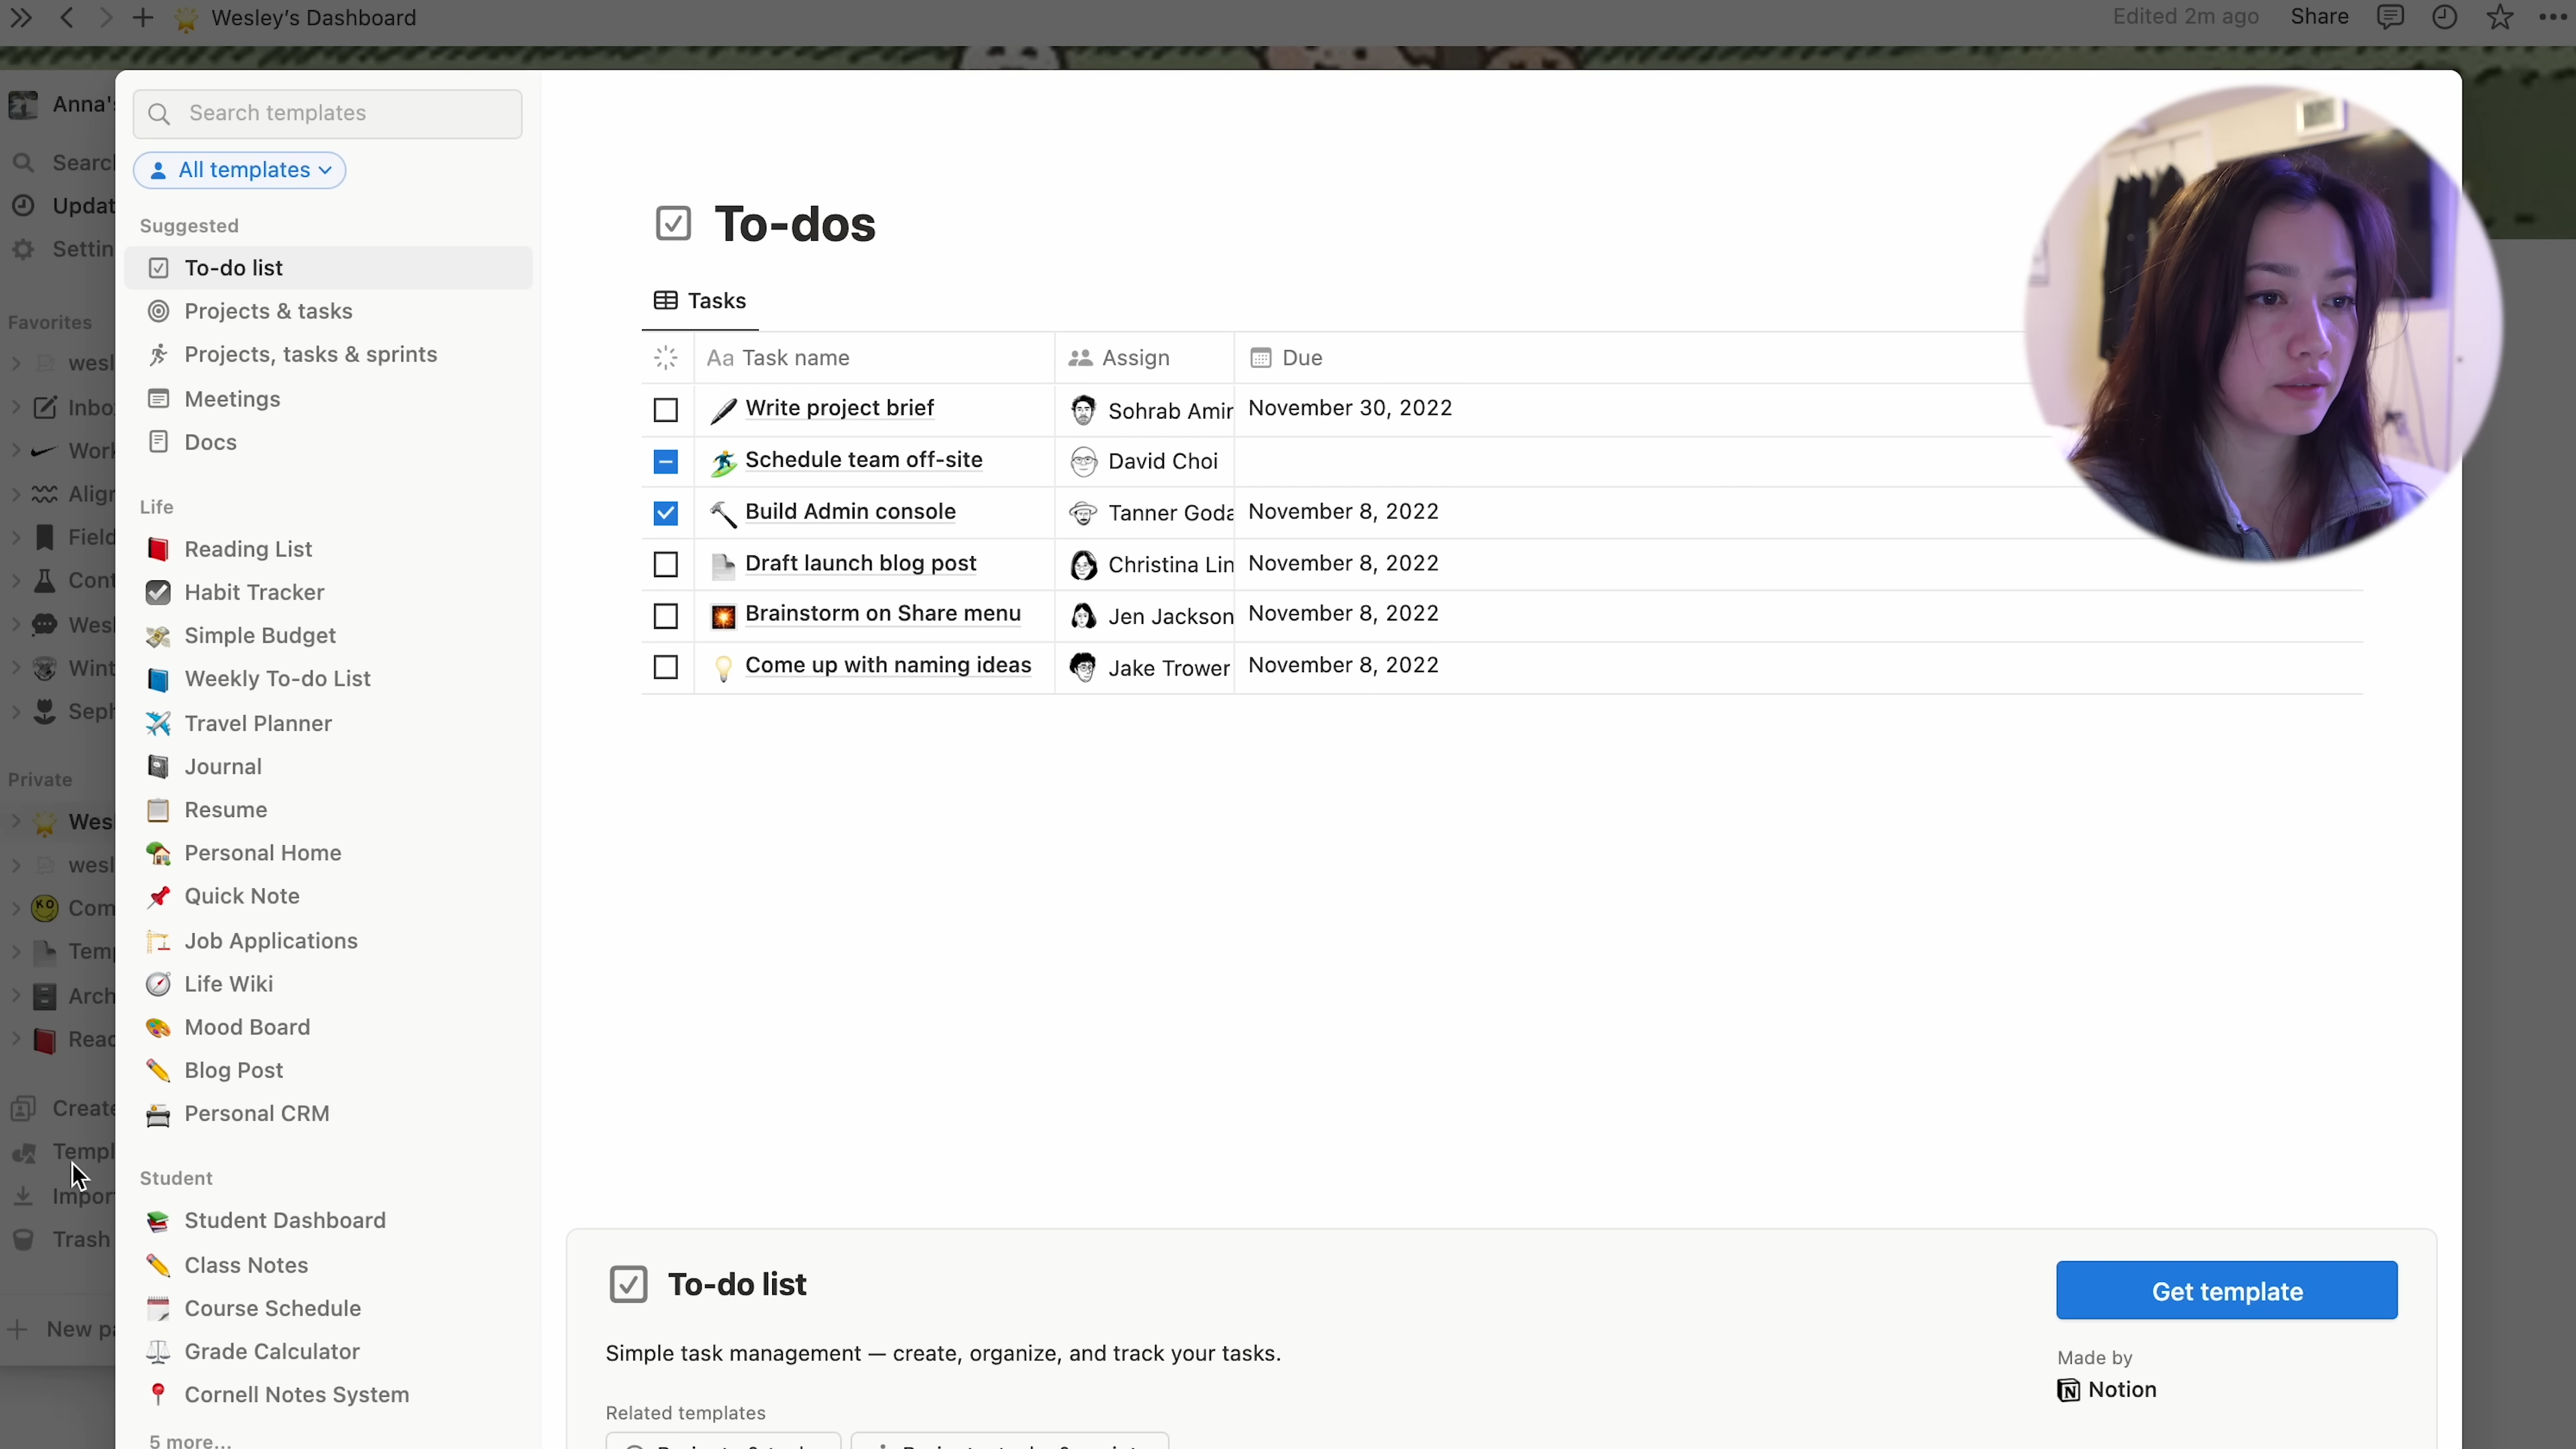 Wesley's Dashboard
Edited 2m ago
Share
Anna's
Search templates
All templates
Suggested
To-do list
Projects & tasks
Projects, tasks & sprints
Meetings
Docs
Life
Reading List
Habit Tracker
Simple Budget
Weekly To-do List
Travel Planner
Journal
Resume
Personal Home
Quick Note
Job Applications
Life Wiki
Mood Board
Blog Post
Personal CRM
Student
Student Dashboard
Class Notes
Course Schedule
Grade Calculator
Cornell Notes System
5 more...
Favorites
Private
Trash
To-dos
Tasks
Aa Task name Assign Due
Write project brief Sohrab Amir November 30, 2022
Schedule team off-site David Choi
Build Admin console Tanner Goda November 8, 2022
Draft launch blog post Christina Lin November 8, 2022
Brainstorm on Share menu Jen Jackson November 8, 2022
Come up with naming ideas Jake Trower November 8, 2022
To-do list
Simple task management — create, organize, and track your tasks.
Related templates
Get template
Made by
Notion